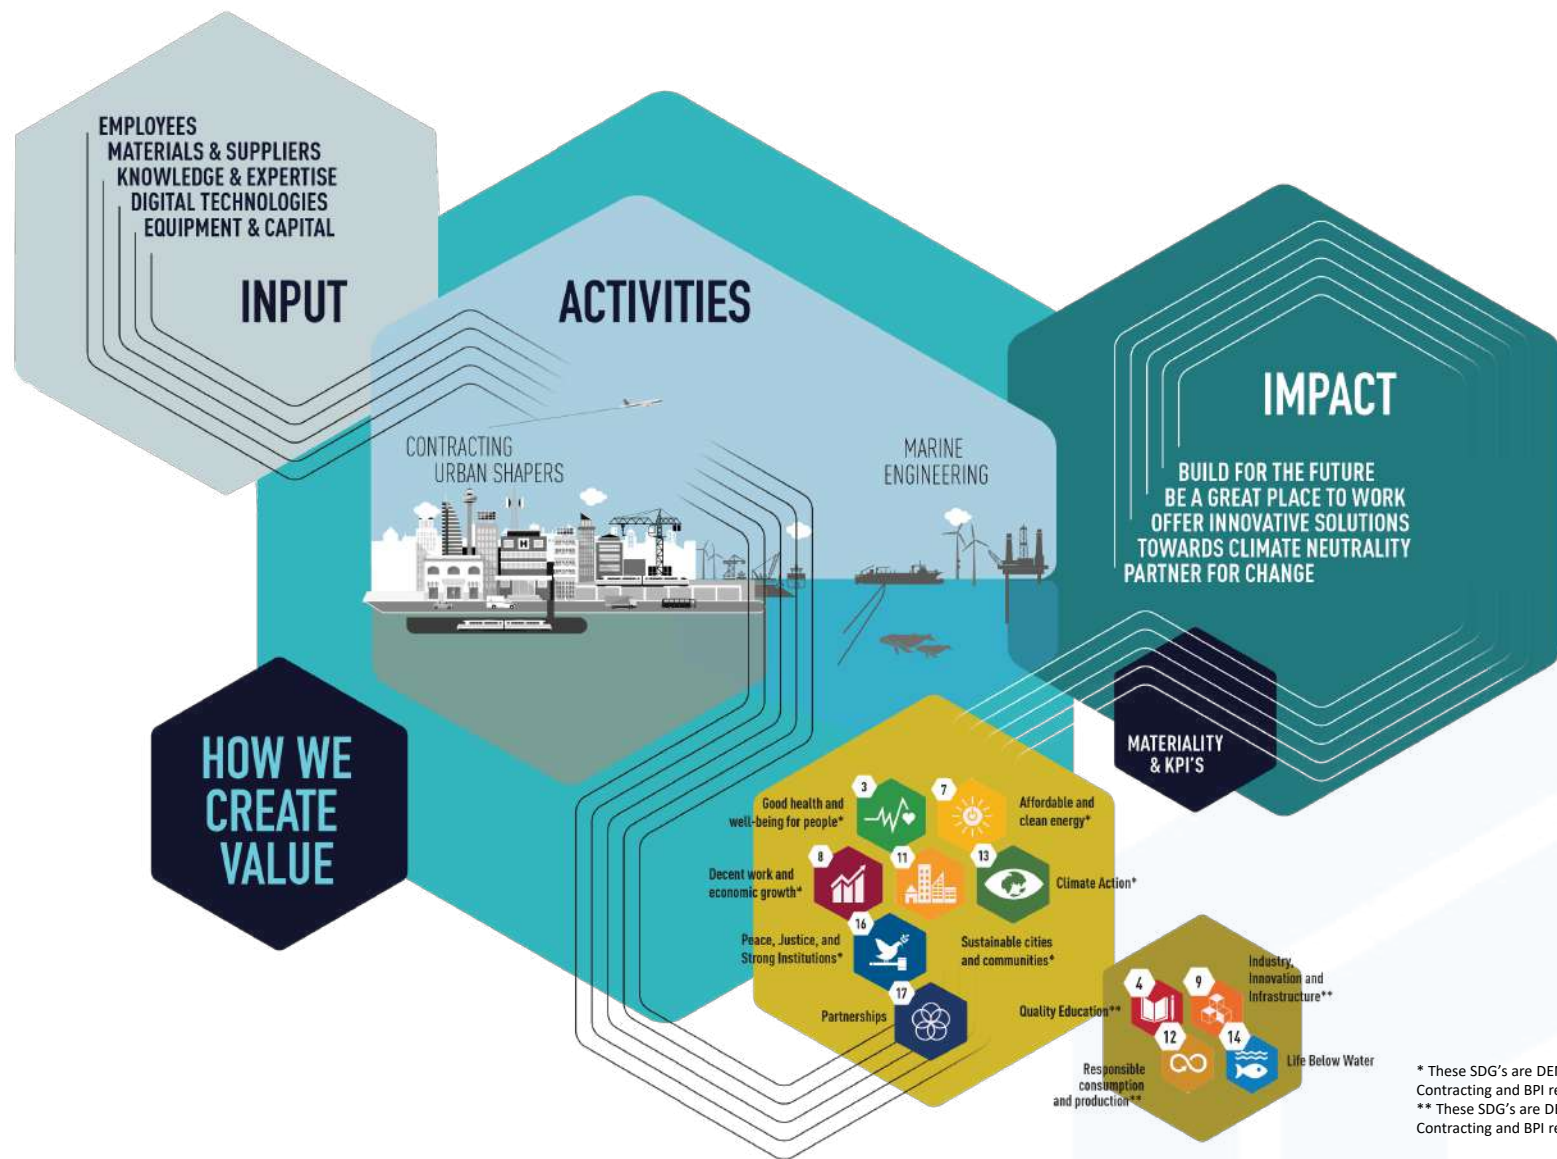 EMPLOYEES
MATERIALS & SUPPLIERS
KNOWLEDGE & EXPERTISE
DIGITAL TECHNOLOGIES
EQUIPMENT & CAPITAL
INPUT
ACTIVITIES
CONTRACTING
URBAN SHAPERS
H
MARINE
ENGINEERING
IMPACT
BUILD FOR THE FUTURE
BE A GREAT PLACE TO WORK
OFFER INNOVATIVE SOLUTIONS
TOWARDS CLIMATE NEUTRALITY
PARTNER FOR CHANGE
MATERIALITY
& KPI'S
HOW WE
CREATE
VALUE
3
Good health and
well-being for people*
7
Affordable and
clean energy*
8
Decent work and
economic growth*
11
13
Climate Action*
16
Peace, Justice, and
Strong Institutions*
Sustainable cities
and communities*
17
Partnerships
4
Quality Education**
9
Industry,
Innovation and
Infrastructure**
12
Responsible
consumption
and production**
14
Life Below Water
* These SDG's are
Contracting and BPI
** These SDG's are
Contracting and BPI